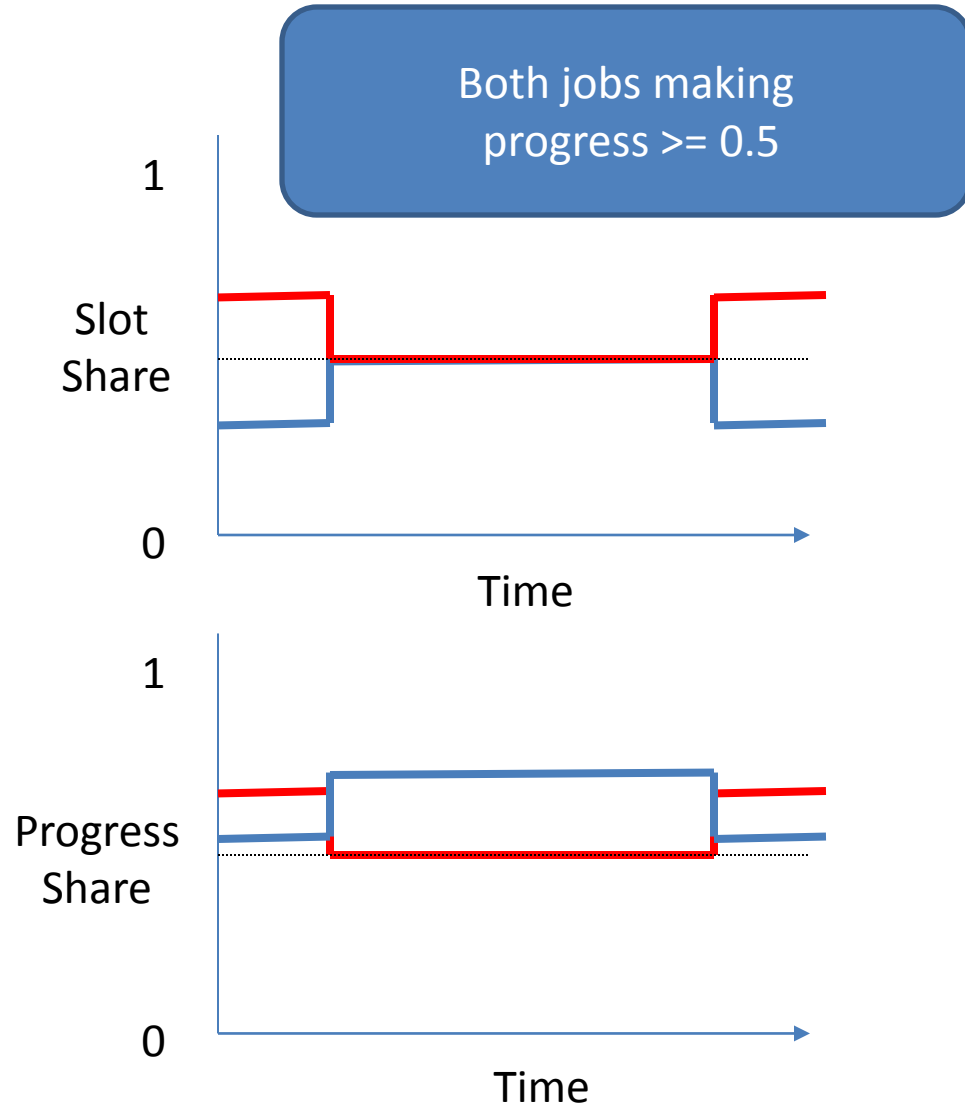 Both jobs making
progress >= 0.5
1
Slot
Share
0
Time
1
Progress
Share
0
Time